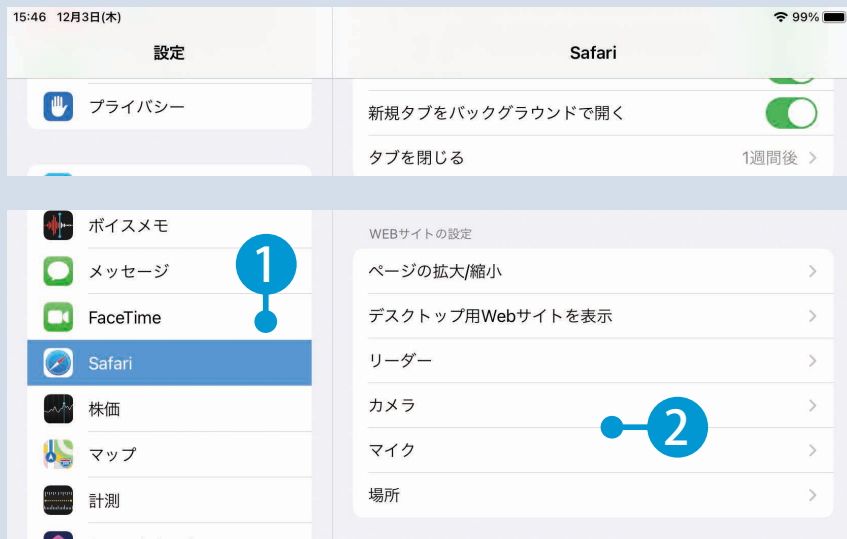 15:46 12月3日(木)
99%
設定
Safari
プライバシー
新規タブをバックグラウンドで開く
タブを閉じる 1週間後
ボイスメモ
メッセージ
FaceTime
Safari
株価
マップ
計測
1
WEBサイトの設定
ページの拡大/縮小
デスクトップ用Webサイトを表示
リーダー
カメラ
マイク
場所
2